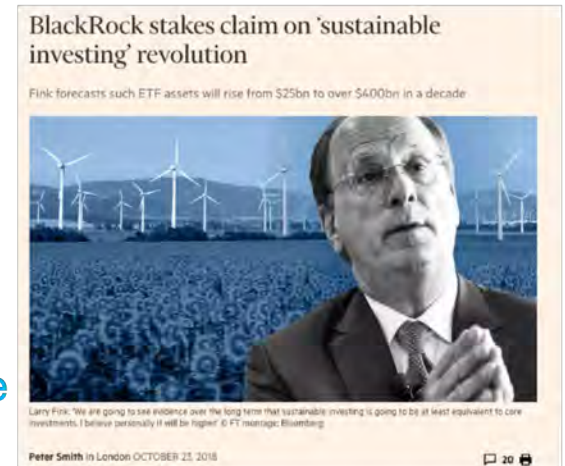 BlackRock stakes claim on ‘sustainable
investing’ revolution
Fink forecasts such ETF assets will rise from $25bn to over $400bn in a decade
Larry Fink: ‘We are going to see evidence over the long term that sustainable investing is going to be at least equivalent to core
investments. I believe personally it will be higher’ © FT montage; Bloomberg
Peter Smith in London OCTOBER 23, 2018
20
e